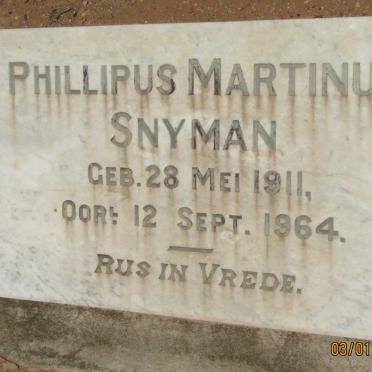 PHILLIPUS MARTINU
SNYMAN
GEB. 28 MEI 1911,
OORL 12 SEPT. 1964.
RUS IN VREDE.
03/01